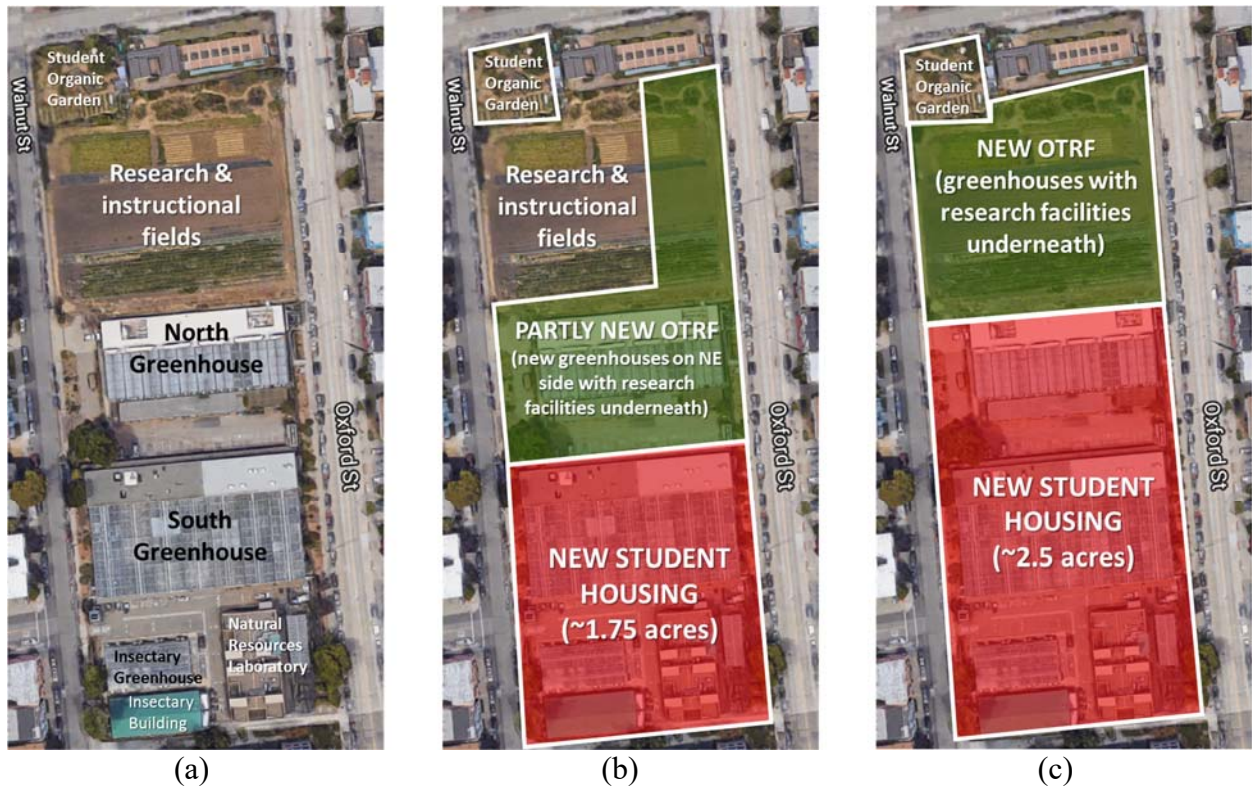 Student
Organic
Garden
Walnut St
Research &
instructional
fields
North
Greenhouse
Oxford St
South
Greenhouse
Natural
Resources
Laboratory
Insectary
Greenhouse
Insectary
Building
(a)
Student
Organic
Garden
Walnut St
Research &
instructional
fields
PARTLY NEW OTRF
(new greenhouses on NE
side with research
facilities underneath)
Oxford St
NEW STUDENT
HOUSING
(~1.75 acres)
(b)
Student
Organic
Garden
Walnut St
NEW OTRF
(greenhouses with
research facilities
underneath)
Oxford St
NEW STUDENT
HOUSING
(~2.5 acres)
(c)